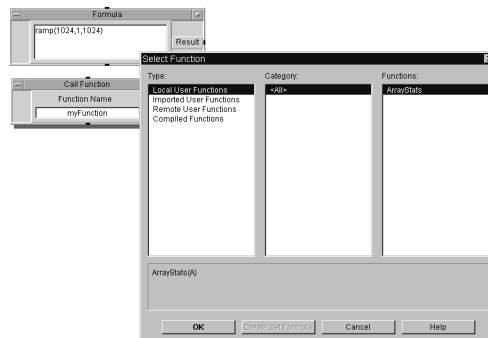 Formula
ramp(1024,1,1024)
Result
Call Function
Function Name
myFunction
Select Function
Type:
Category:
Functions:
Local User Functions
Imported User Functions
Remote User Functions
Compiled Functions
<All>
ArrayStats
ArrayStats(A)
OK
Create Set Formula
Cancel
Help